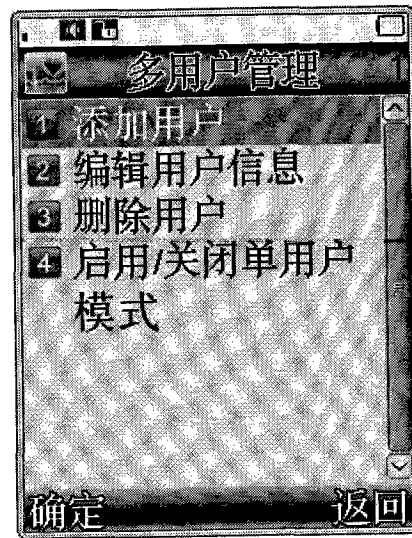 多用户管理 1
1 添加用户
2 编辑用户信息
3 删除用户
4 启用/关闭单用户
模式
确定 返回